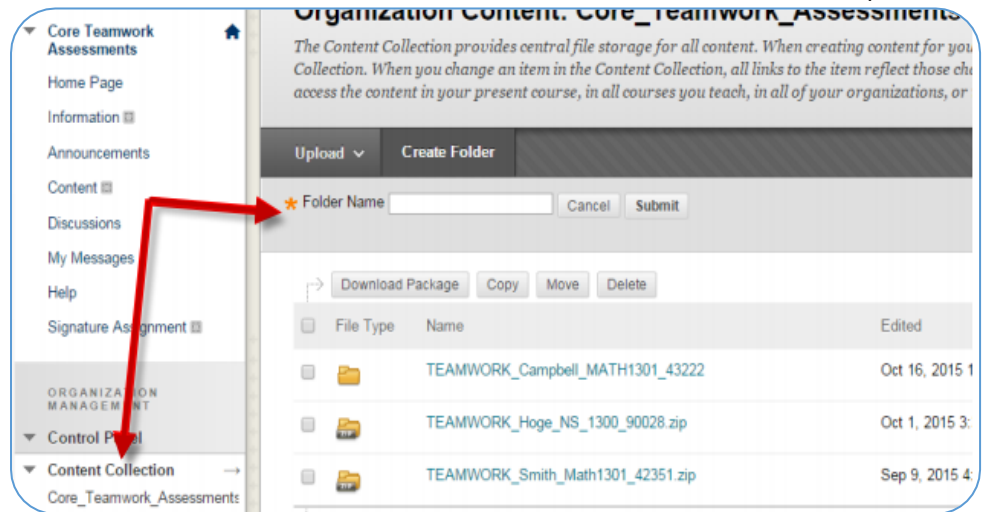 Core Teamwork
Assessments
Home Page
Information
Announcements
Content
Discussions
My Messages
Help
Signature Assignment
ORGANIZATION
MANAGEMENT
Control Panel
Content Collection
Core_Teamwork_Assessments
Organization Content: Core_Teamwork_Assessments
The Content Collection provides central file storage for all content. When creating content for you
Collection. When you change an item in the Content Collection, all links to the item reflect those cha
access the content in your present course, in all courses you teach, in all of your organizations, or
Upload Create Folder
* Folder Name Cancel Submit
Download Package Copy Move Delete
File Type Name Edited
TEAMWORK_Campbell_MATH1301_43222 Oct 16, 2015 1
TEAMWORK_Hoge_NS_1300_90028.zip Oct 1, 2015 3:
TEAMWORK_Smith_Math1301_42351.zip Sep 9, 2015 4: